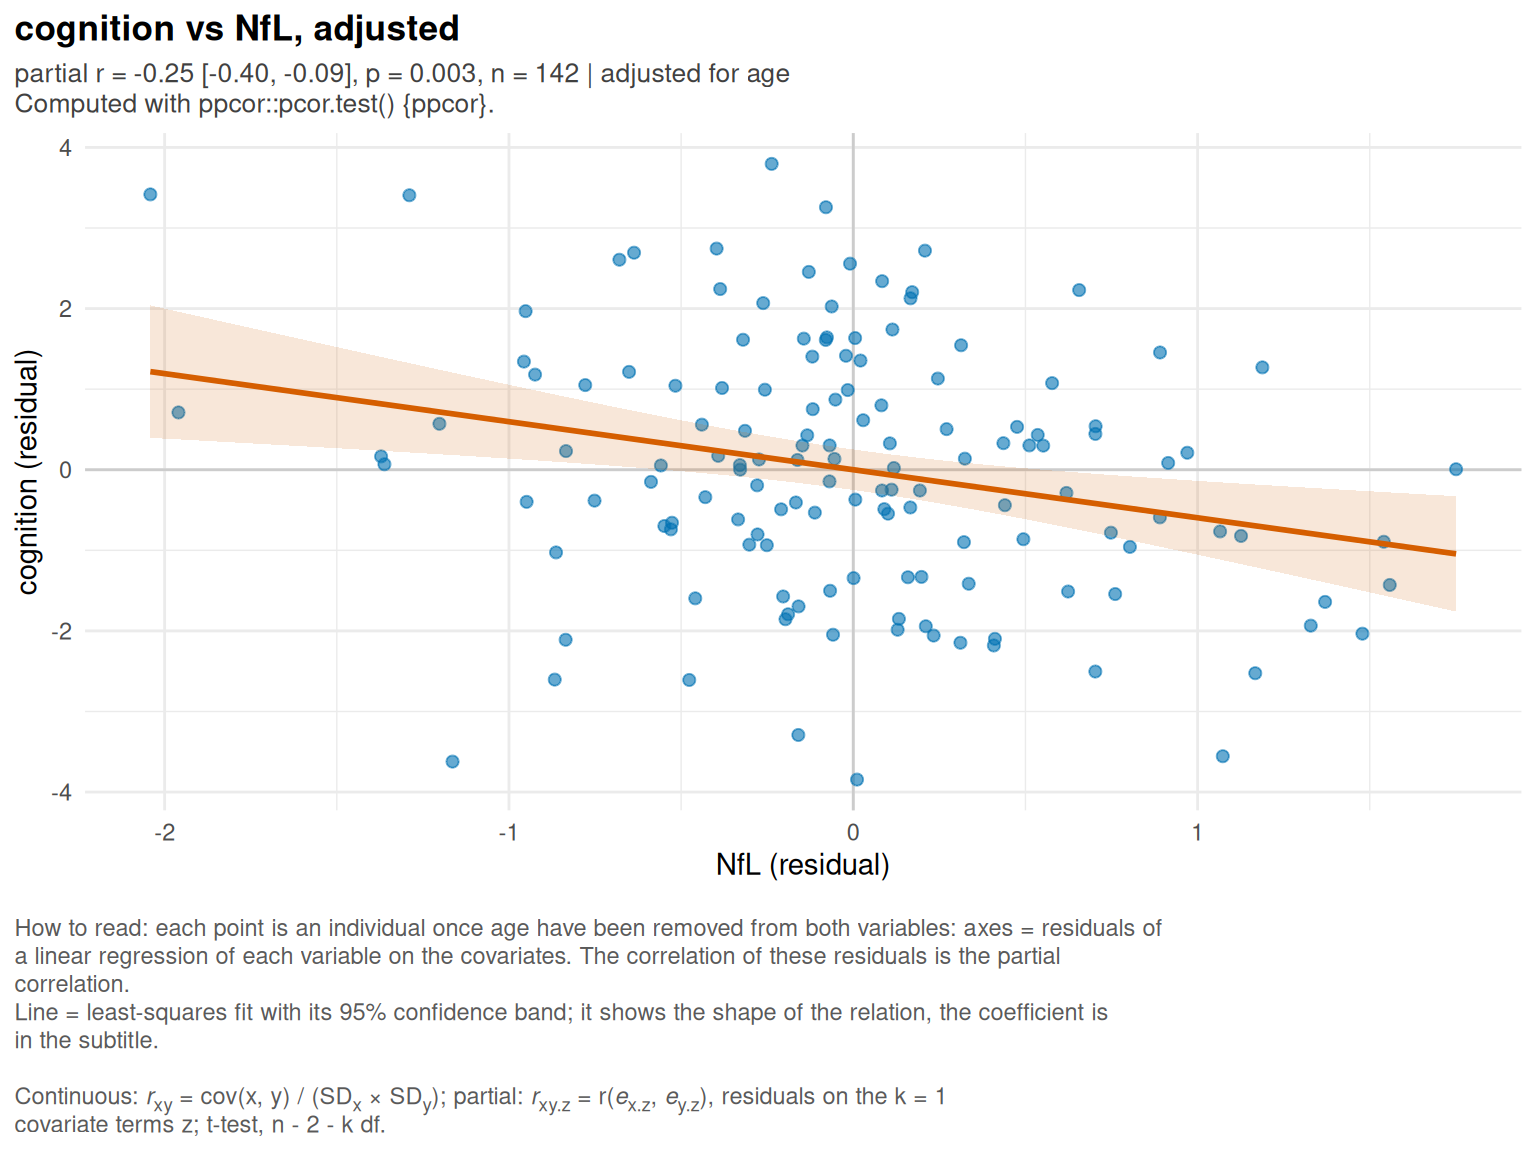 cognition vs NfL, adjusted
partial r = -0.25 [-0.40, -0.09], p = 0.003, n = 142 | adjusted for age
Computed with ppcor::pcor.test() {ppcor}.
4
2
0
-2
-4
cognition (residual)
-2
-1
0
1
NfL (residual)
How to read: each point is an individual once age have been removed from both variables: axes = residuals of
a linear regression of each variable on the covariates. The correlation of these residuals is the partial
correlation.
Line = least-squares fit with its 95% confidence band; it shows the shape of the relation, the coefficient is
in the subtitle.
Continuous: rxy = cov(x, y) / (SDx × SDy); partial: rxy.z = r(ex.z, ey.z), residuals on the k = 1
covariate terms z; t-test, n - 2 - k df.